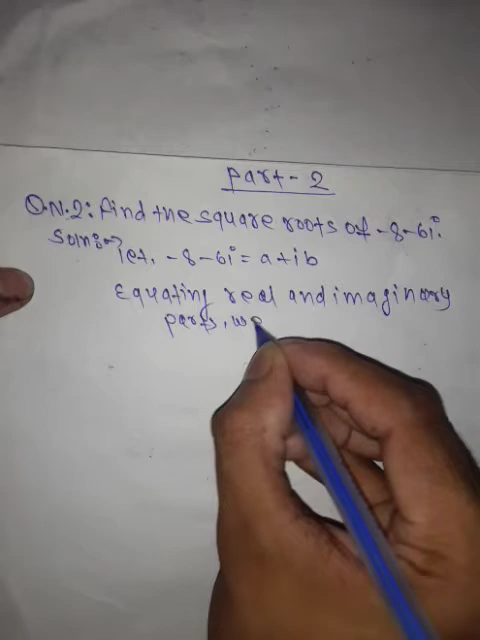 Part-2
Q.N.2: Find the square roots of -8-6i.
Soln:→ let, -8-6i = a+ib
Equating real and imaginary
parts, we